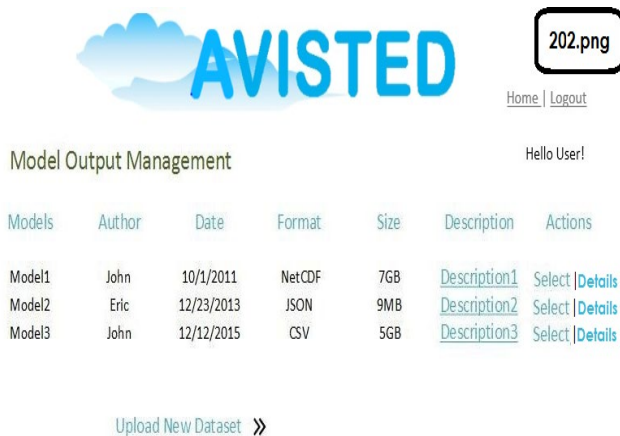 AVISTED
202.png
Home | Logout
Model Output Management
Hello User!
Models Author Date Format Size Description Actions
Model1 John 10/1/2011 NetCDF 7GB Description1 Select |Details
Model2 Eric 12/23/2013 JSON 9MB Description2 Select |Details
Model3 John 12/12/2015 CSV 5GB Description3 Select |Details
Upload New Dataset »